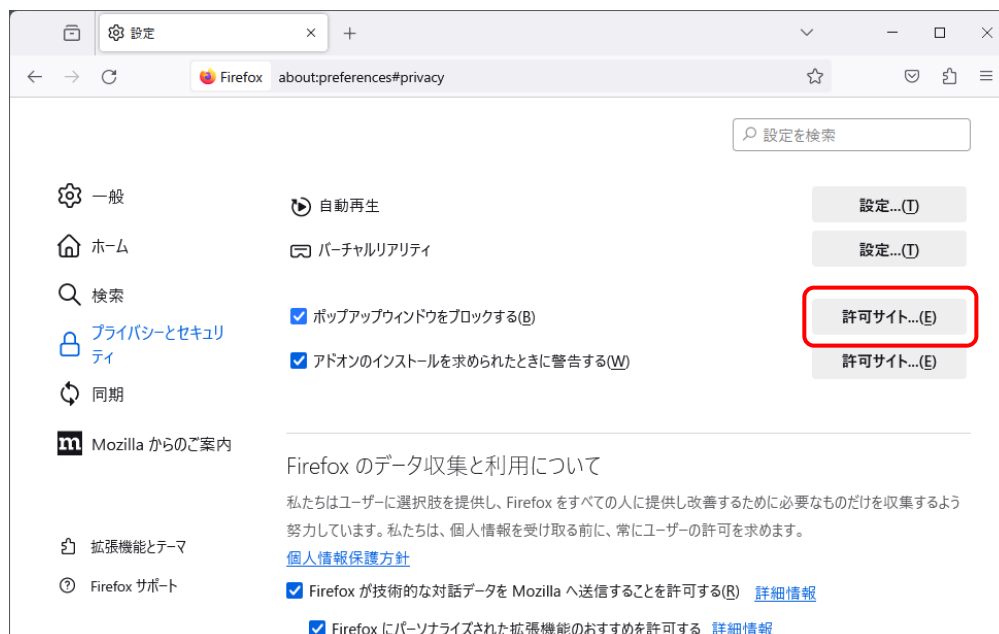 設定
Firefox about:preferences#privacy
設定を検索
一般
ホーム
検索
プライバシーとセキュリ
ティ
同期
Mozilla からのご案内
拡張機能とテーマ
Firefox サポート
自動再生 設定...(T)
バーチャルリアリティ 設定...(T)
ポップアップウィンドウをブロックする(B) 許可サイト...(E)
アドオンのインストールを求められたときに警告する(W) 許可サイト...(E)
Firefox のデータ収集と利用について
私たちはユーザーに選択肢を提供し、Firefox をすべての人に提供し改善するために必要なものだけを収集するよう
努力しています。私たちは、個人情報を受け取る前に、常にユーザーの許可を求めます。
個人情報保護方針
Firefox が技術的な対話データを Mozilla へ送信することを許可する(R) 詳細情報
Firefox にパーソナライズされた拡張機能のおすすめを許可する 詳細情報